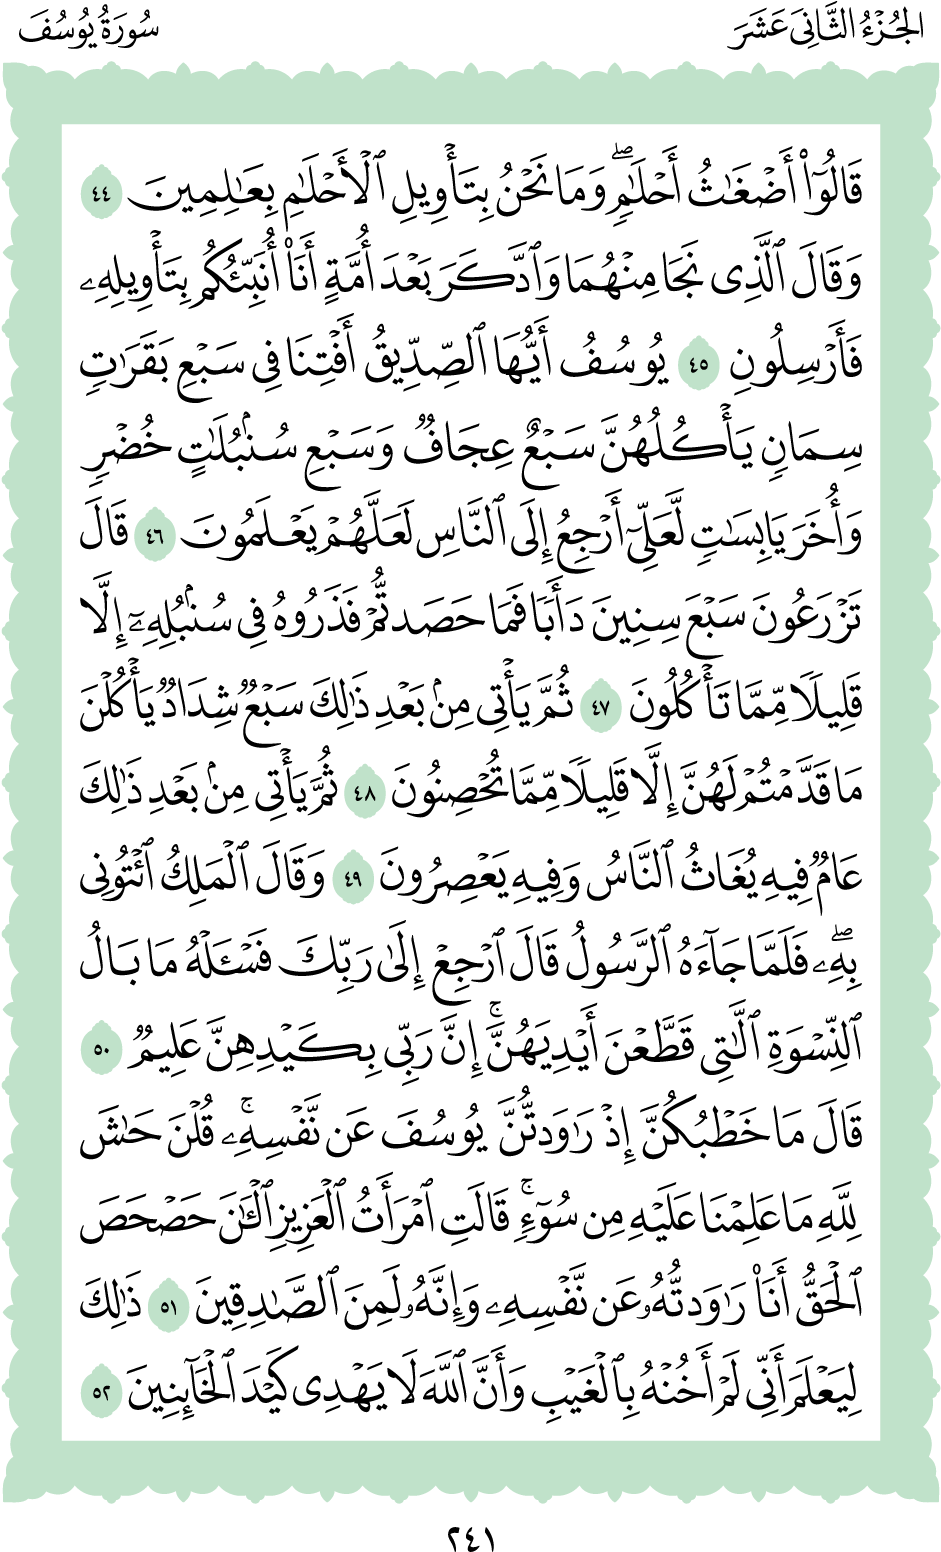 الجُزْءُ الثَّانِيَ عَشَرَ
سُورَةُ يُوسُفَ
قَالُوٓا۟ أَضْغَٰثُ أَحْلَٰمٍۢ ۖ وَمَا نَحْنُ بِتَأْوِيلِ ٱلْأَحْلَٰمِ بِعَٰلِمِينَ ٤٤
وَقَالَ ٱلَّذِى نَجَا مِنْهُمَا وَٱدَّكَرَ بَعْدَ أُمَّةٍ أَنَا۠ أُنَبِّئُكُم بِتَأْوِيلِهِۦ
فَأَرْسِلُونِ ٤٥ يُوسُفُ أَيُّهَا ٱلصِّدِّيقُ أَفْتِنَا فِى سَبْعِ بَقَرَٰتٍۢ
سِمَانٍۢ يَأْكُلُهُنَّ سَبْعٌ عِجَافٌۭ وَسَبْعِ سُنۢبُلَٰتٍ خُضْرٍۢ
وَأُخَرَ يَابِسَٰتٍۢ لَّعَلِّىٓ أَرْجِعُ إِلَى ٱلنَّاسِ لَعَلَّهُمْ يَعْلَمُونَ ٤٦ قَالَ
تَزْرَعُونَ سَبْعَ سِنِينَ دَأَبًۭا فَمَا حَصَدتُّمْ فَذَرُوهُ فِى سُنۢبُلِهِۦٓ إِلَّا
قَلِيلًۭا مِّمَّا تَأْكُلُونَ ٤٧ ثُمَّ يَأْتِى مِنۢ بَعْدِ ذَٰلِكَ سَبْعٌۭ شِدَادٌۭ يَأْكُلْنَ
مَا قَدَّمْتُمْ لَهُنَّ إِلَّا قَلِيلًۭا مِّمَّا تُحْصِنُونَ ٤٨ ثُمَّ يَأْتِى مِنۢ بَعْدِ ذَٰلِكَ
عَامٌۭ فِيهِ يُغَاثُ ٱلنَّاسُ وَفِيهِ يَعْصِرُونَ ٤٩ وَقَالَ ٱلْمَلِكُ ٱئْتُونِى
بِهِۦ ۖ فَلَمَّا جَآءَهُ ٱلرَّسُولُ قَالَ ٱرْجِعْ إِلَىٰ رَبِّكَ فَسْـَٔلْهُ مَا بَالُ
ٱلنِّسْوَةِ ٱلَّٰتِى قَطَّعْنَ أَيْدِيَهُنَّ ۚ إِنَّ رَبِّى بِكَيْدِهِنَّ عَلِيمٌۭ ٥٠
قَالَ مَا خَطْبُكُنَّ إِذْ رَٰوَدتُّنَّ يُوسُفَ عَن نَّفْسِهِۦ ۚ قُلْنَ حَٰشَ
لِلَّهِ مَا عَلِمْنَا عَلَيْهِ مِن سُوٓءٍۢ ۚ قَالَتِ ٱمْرَأَتُ ٱلْعَزِيزِ ٱلْـَٰٔنَ حَصْحَصَ
ٱلْحَقُّ أَنَا۠ رَٰوَدتُّهُۥ عَن نَّفْسِهِۦ وَإِنَّهُۥ لَمِنَ ٱلصَّٰدِقِينَ ٥١ ذَٰلِكَ
لِيَعْلَمَ أَنِّى لَمْ أَخُنْهُ بِٱلْغَيْبِ وَأَنَّ ٱللَّهَ لَا يَهْدِى كَيْدَ ٱلْخَآئِنِينَ ٥٢
٢٤١